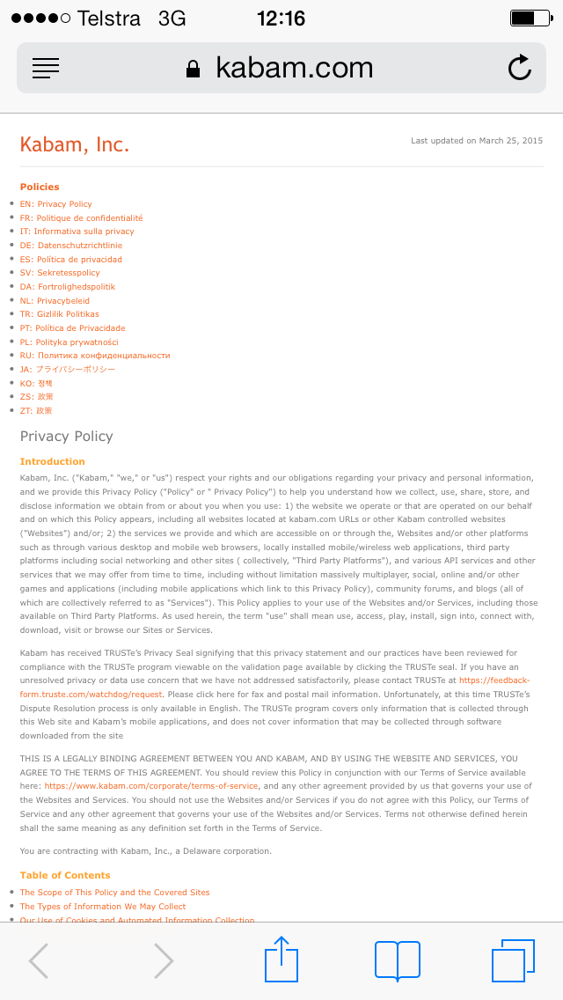 Telstra 3G 12:16
kabam.com
Kabam, Inc.
Last updated on March 25, 2015
Policies
EN: Privacy Policy
FR: Politique de confidentialité
IT: Informativa sulla privacy
DE: Datenschutzrichtlinie
ES: Política de privacidad
SV: Sekretesspolicy
DA: Fortrolighedspolitik
NL: Privacybeleid
TR: Gizlilik Politikas
PT: Política de Privacidade
PL: Polityka prywatności
RU: Политика конфиденциальности
JA: プライバシーポリシー
KO: 정책
ZS: 政策
ZT: 政策
Privacy Policy
Introduction
Kabam, Inc. ("Kabam," "we," or "us") respect your rights and our obligations regarding your privacy and personal information,
and we provide this Privacy Policy ("Policy" or " Privacy Policy") to help you understand how we collect, use, share, store, and
disclose information we obtain from or about you when you use: 1) the website we operate or that are operated on our behalf
and on which this Policy appears, including all websites located at kabam.com URLs or other Kabam controlled websites
("Websites") and/or; 2) the services we provide and which are accessible on or through the, Websites and/or other platforms
such as through various desktop and mobile web browsers, locally installed mobile/wireless web applications, third party
platforms including social networking and other sites ( collectively, "Third Party Platforms"), and various API services and other
services that we may offer from time to time, including without limitation massively multiplayer, social, online and/or other
games and applications (including mobile applications which link to this Privacy Policy), community forums, and blogs (all of
which are collectively referred to as "Services"). This Policy applies to your use of the Websites and/or Services, including those
available on Third Party Platforms. As used herein, the term "use" shall mean use, access, play, install, sign into, connect with,
download, visit or browse our Sites or Services.
Kabam has received TRUSTe's Privacy Seal signifying that this privacy statement and our practices have been reviewed for
compliance with the TRUSTe program viewable on the validation page available by clicking the TRUSTe seal. If you have an
unresolved privacy or data use concern that we have not addressed satisfactorily, please contact TRUSTe at https://feedback-
form.truste.com/watchdog/request. Please click here for fax and postal mail information. Unfortunately, at this time TRUSTe's
Dispute Resolution process is only available in English. The TRUSTe program covers only information that is collected through
this Web site and Kabam's mobile applications, and does not cover information that may be collected through software
downloaded from the site
THIS IS A LEGALLY BINDING AGREEMENT BETWEEN YOU AND KABAM, AND BY USING THE WEBSITE AND SERVICES, YOU
AGREE TO THE TERMS OF THIS AGREEMENT. You should review this Policy in conjunction with our Terms of Service available
here: https://www.kabam.com/corporate/terms-of-service, and any other agreement provided by us that governs your use of
the Websites and Services. You should not use the Websites and/or Services if you do not agree with this Policy, our Terms of
Service and any other agreement that governs your use of the Websites and/or Services. Terms not otherwise defined herein
shall the same meaning as any definition set forth in the Terms of Service.
You are contracting with Kabam, Inc., a Delaware corporation.
Table of Contents
The Scope of This Policy and the Covered Sites
The Types of Information We May Collect
Our Use of Cookies and Automated Information Collection